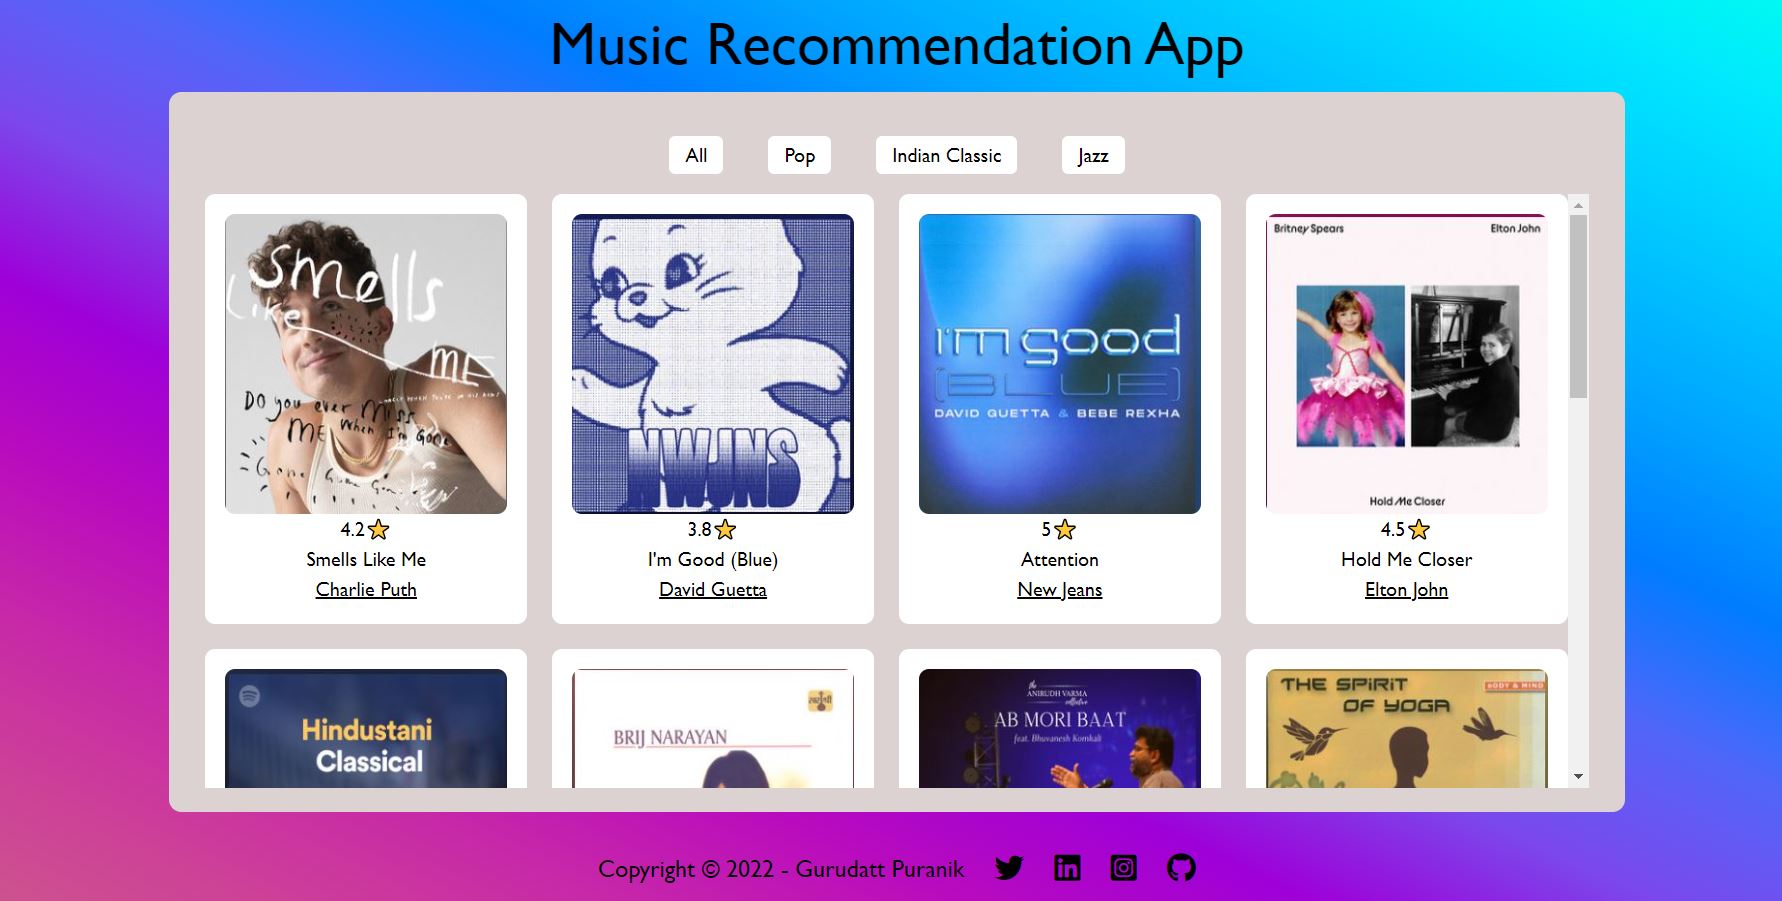 Music Recommendation App
All
Pop
Indian Classic
Jazz
smells
Like
ME
Do you ever Miss
ME When I'm Gone
4.2
Smells Like Me
Charlie Puth
NWJNS
3.8
I'm Good (Blue)
David Guetta
I'm good
(BLUE)
DAVID GUETTA & BEBE REXHA
5
Attention
New Jeans
Britney Spears
Elton John
Hold Me Closer
4.5
Hold Me Closer
Elton John
Hindustani
Classical
BRIJ NARAYAN
the
ANIRUDH VARMA
collective
AB MORI BAAT
feat. Bhuvanesh Komkali
THE SPIRIT
OF YOGA
BODY & MIND
Copyright © 2022 - Gurudatt Puranik